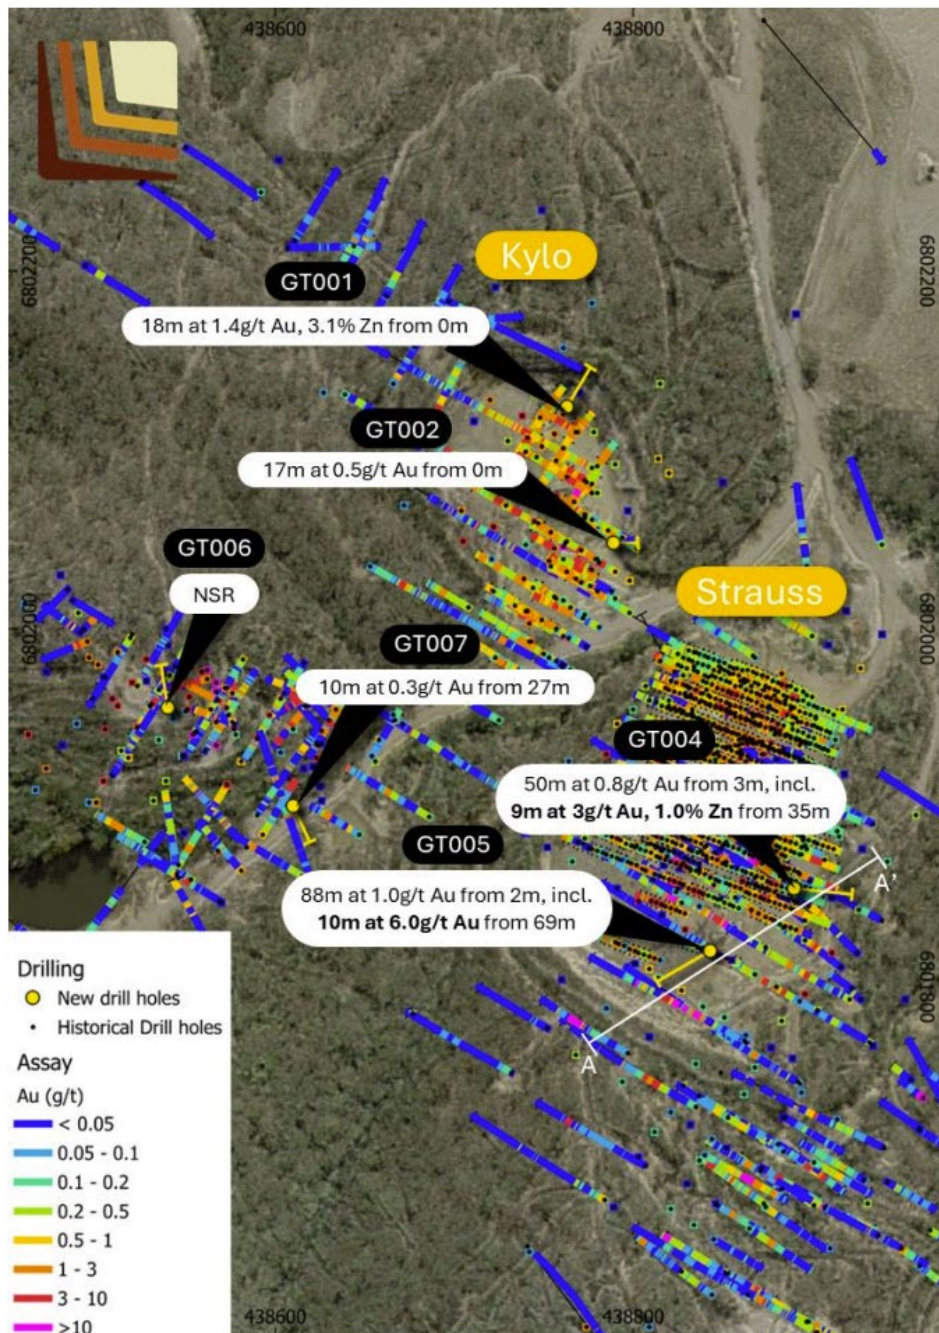 438600
438800
6802200
6802200
Kylo
GT001
18m at 1.4g/t Au, 3.1% Zn from 0m
GT002
17m at 0.5g/t Au from 0m
GT006
NSR
6802000
6802000
Strauss
GT007
10m at 0.3g/t Au from 27m
GT004
50m at 0.8g/t Au from 3m, incl.
9m at 3g/t Au, 1.0% Zn from 35m
GT005
88m at 1.0g/t Au from 2m, incl.
10m at 6.0g/t Au from 69m
A'
A
6801800
Drilling
New drill holes
Historical Drill holes
Assay
Au (g/t)
< 0.05
0.05 - 0.1
0.1 - 0.2
0.2 - 0.5
0.5 - 1
1 - 3
3 - 10
>10
438600
438800